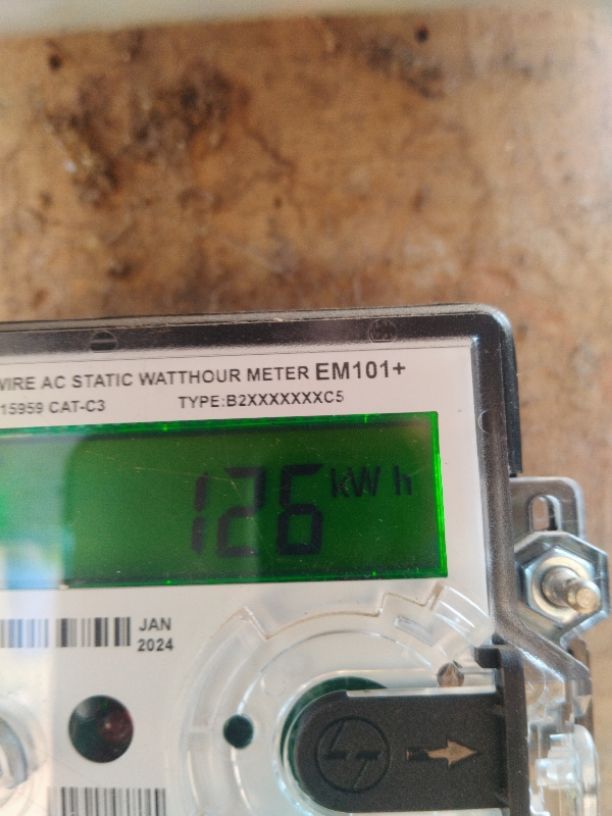 WIRE AC STATIC WATTHOUR METER EM101+
15959 CAT-C3 TYPE:B2XXXXXXXC5
126 kWh
JAN
2024